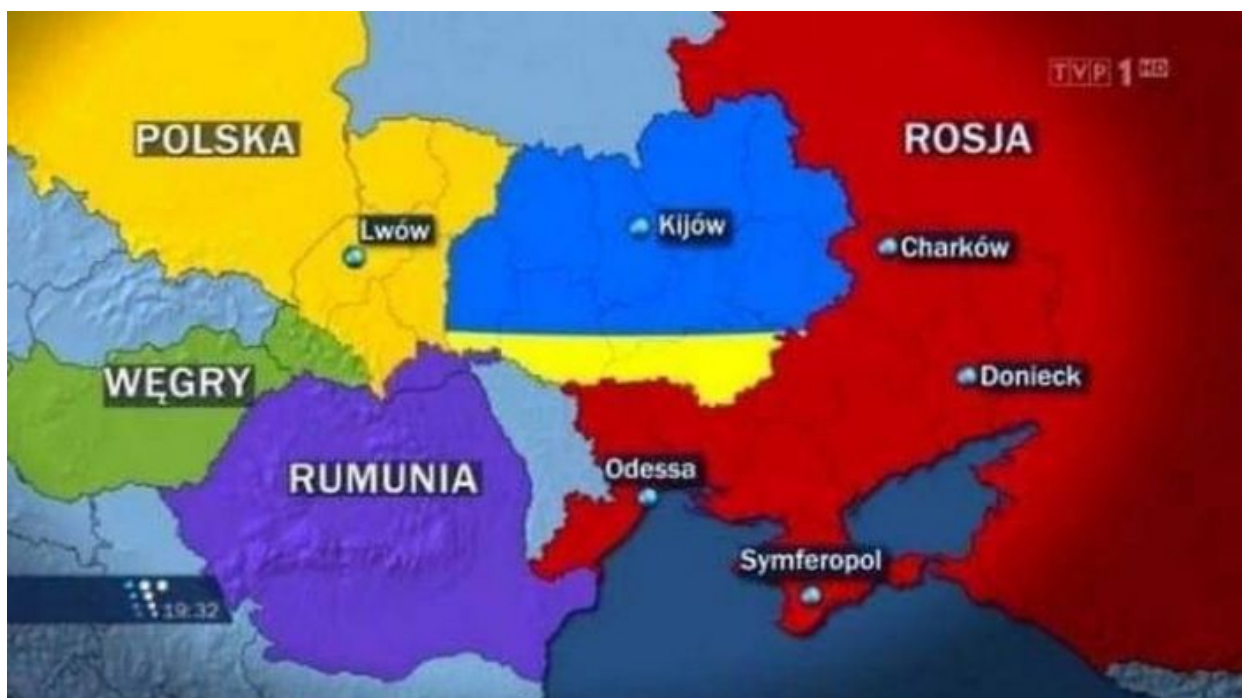 TVP 1 HD
POLSKA
ROSJA
Lwów
Kijów
Charków
WĘGRY
Donieck
RUMUNIA
Odessa
Symferopol
19:32